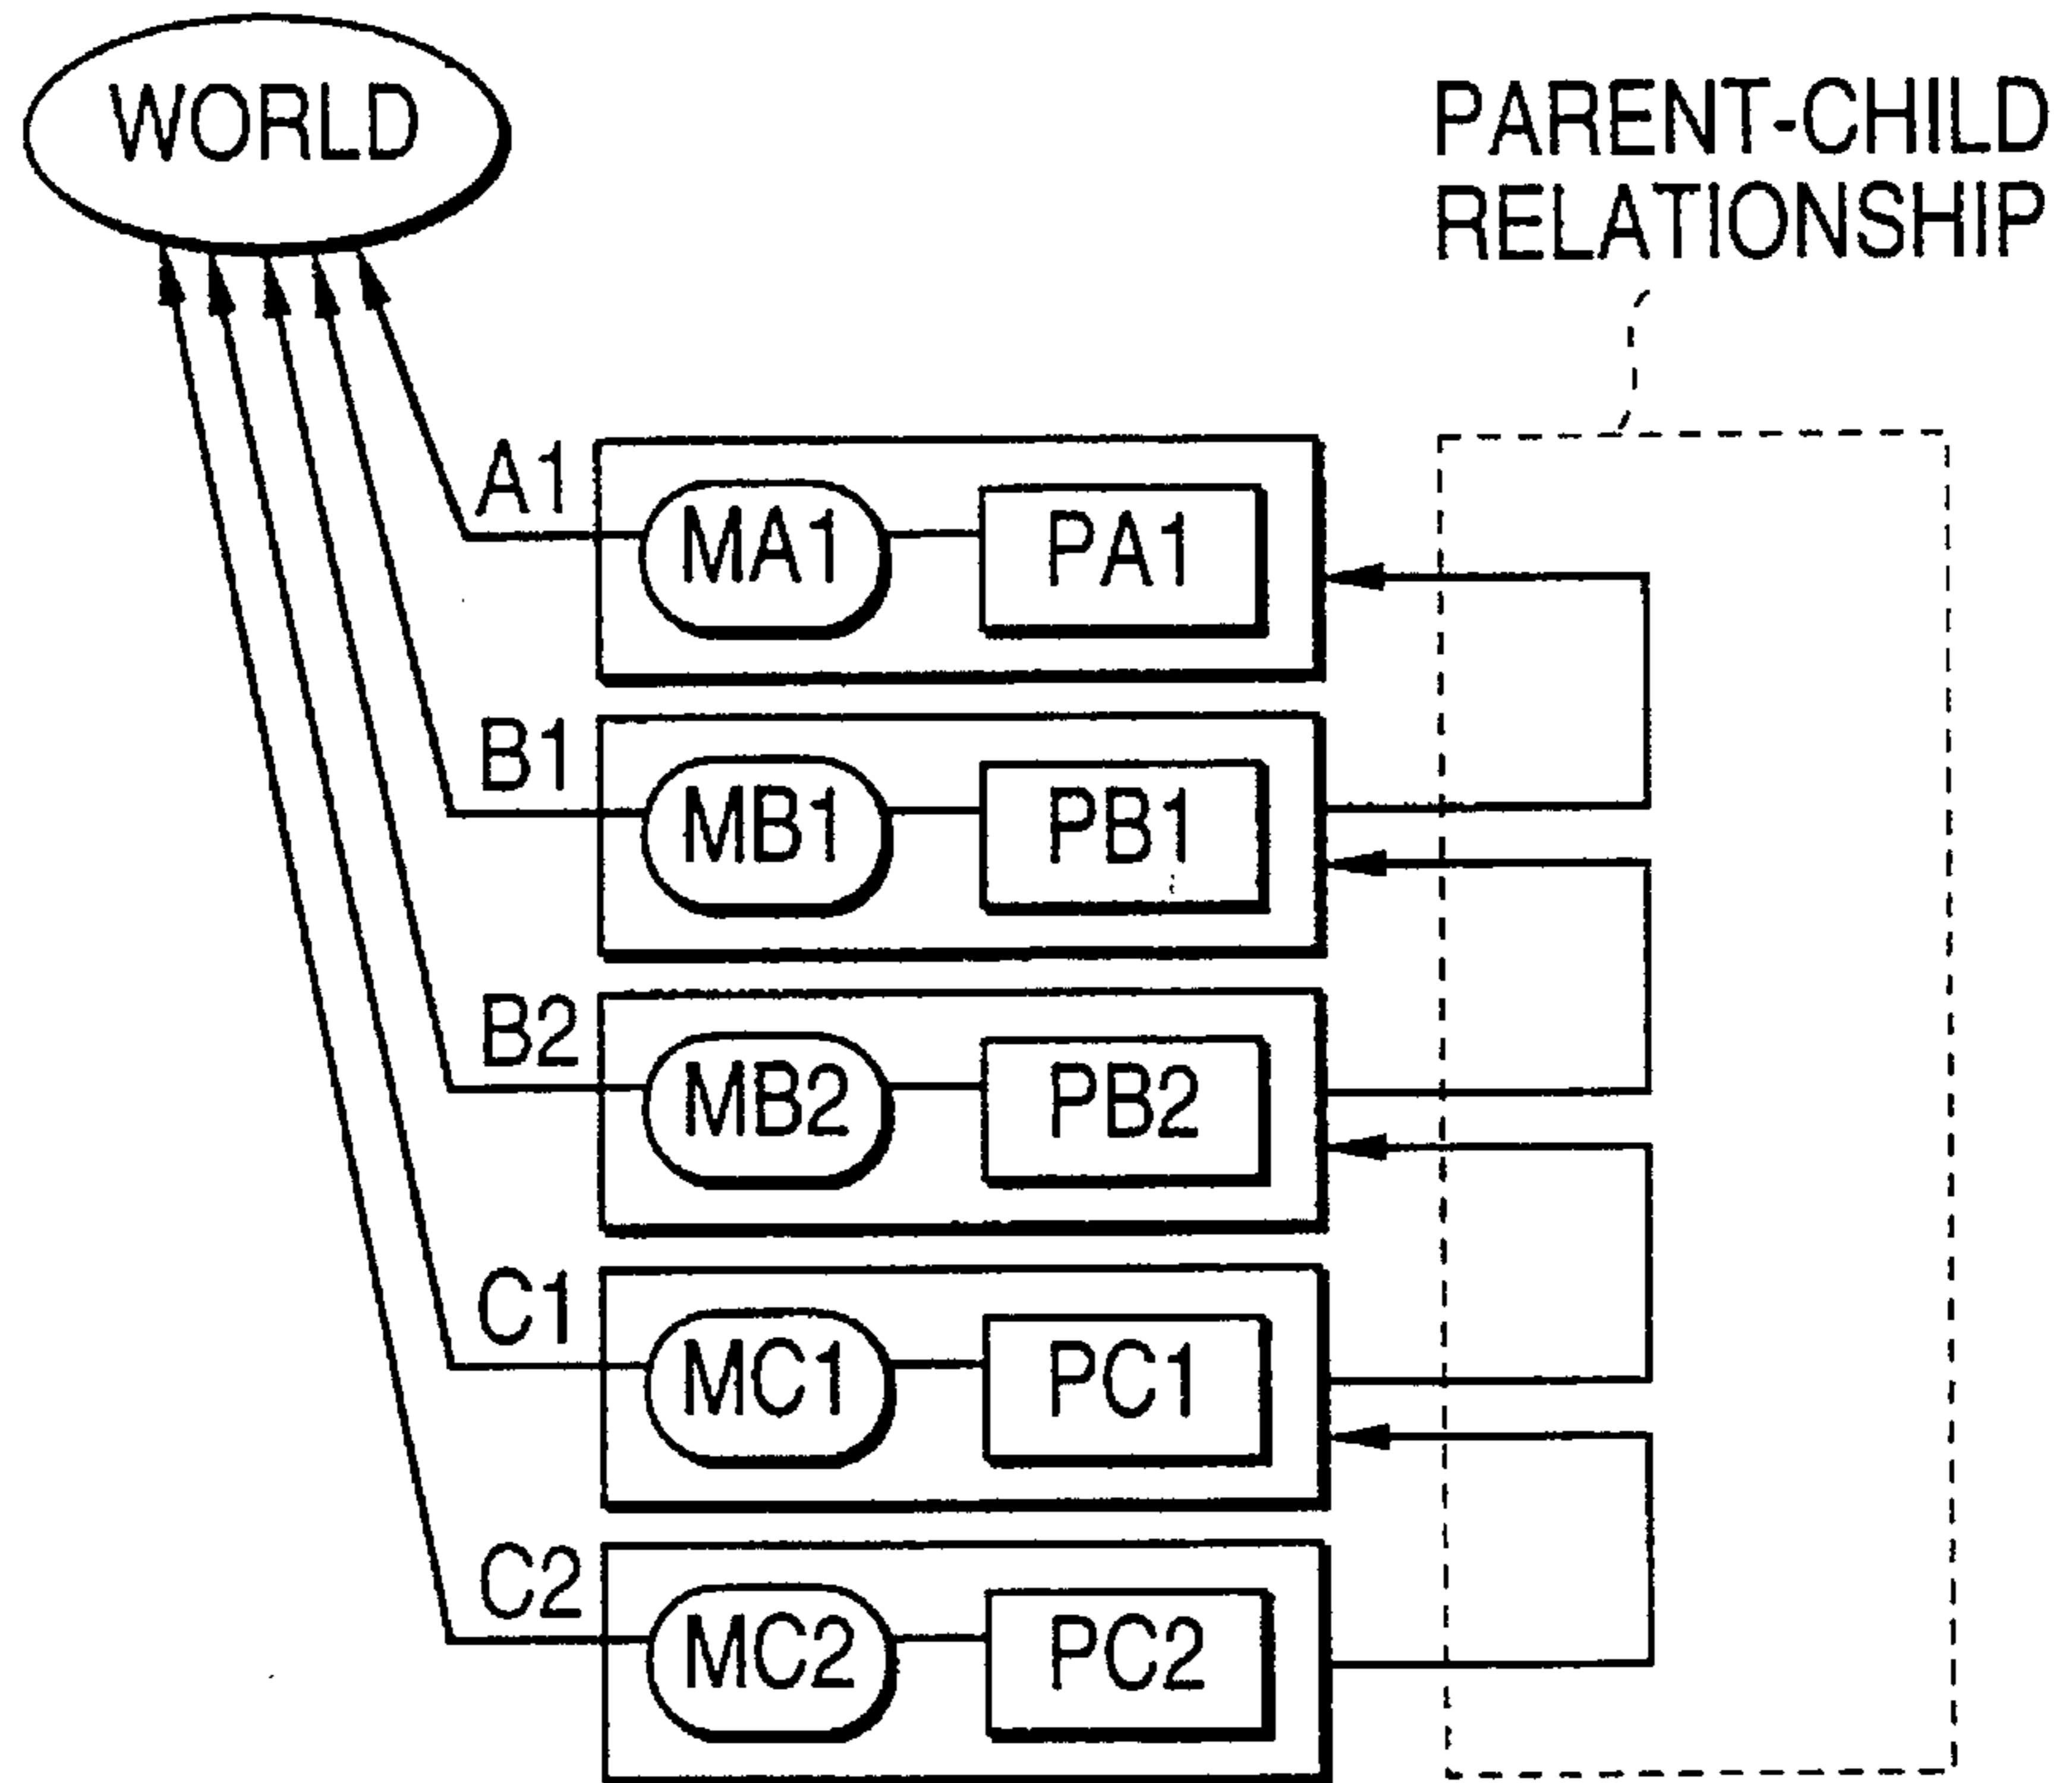 WORLD
PARENT-CHILD
RELATIONSHIP
A1
MA1
PA1
B1
MB1
PB1
B2
MB2
PB2
C1
MC1
PC1
C2
MC2
PC2